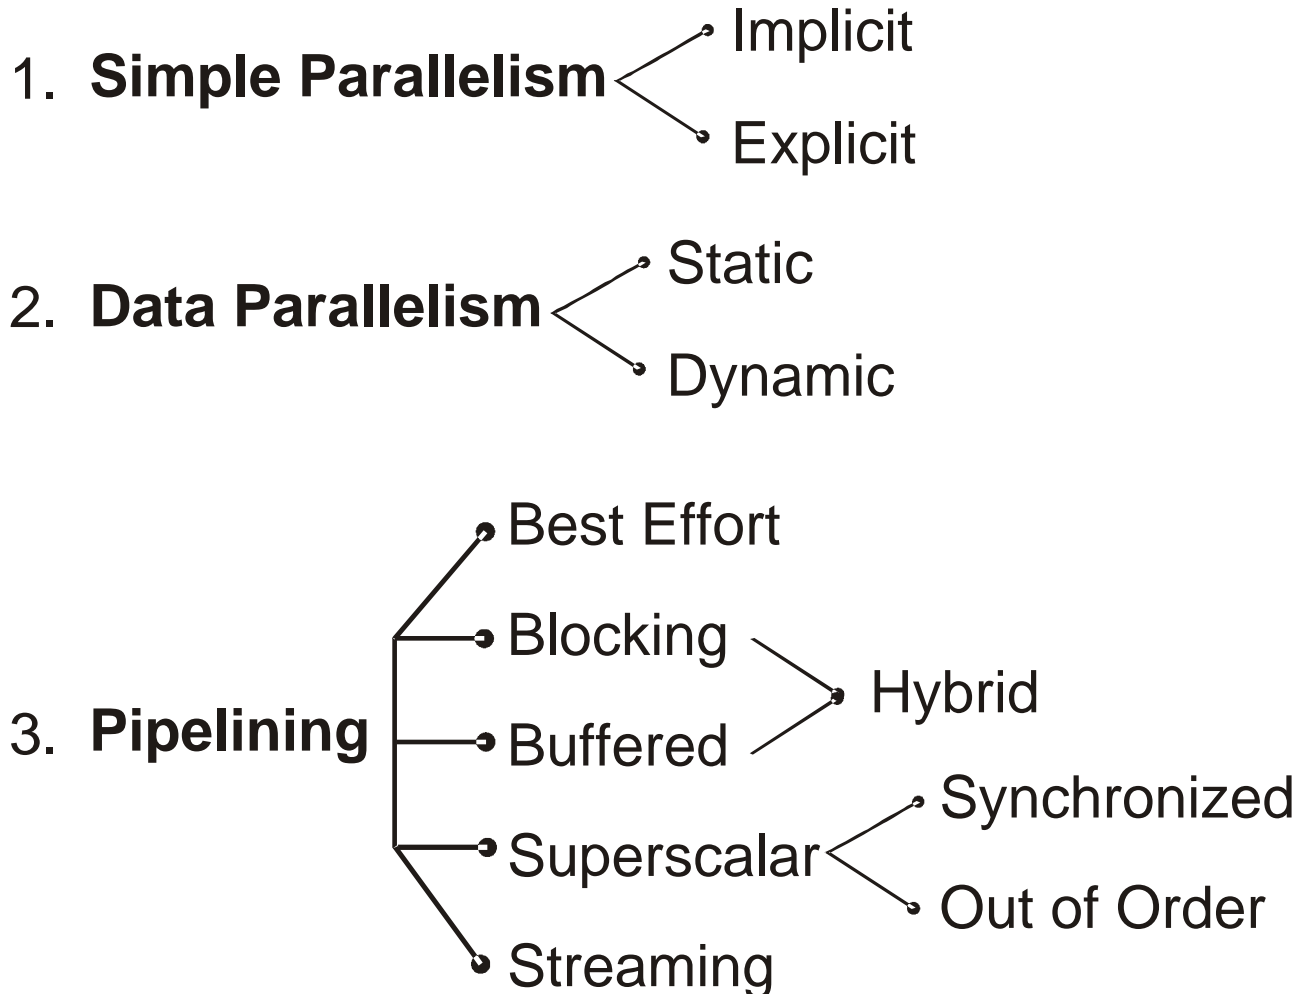 Implicit
1. Simple Parallelism
Explicit
Static
2. Data Parallelism
Dynamic
Best Effort
Blocking
Hybrid
3. Pipelining
Buffered
Synchronized
Superscalar
Out of Order
Streaming